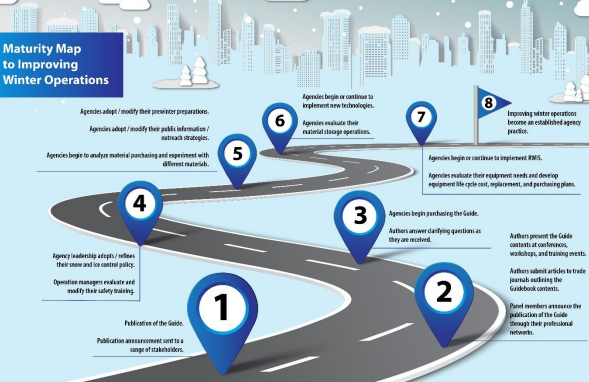 Maturity Map
to Improving
Winter Operations
1
Publication of the Guide.
Publication announcement sent to a
range of stakeholders.
2
Authors present the Guide
contents at conferences,
workshops, and training events.
Authors submit articles to trade
journals outlining the
Guidebook contents.
Panel members announce the
publication of the Guide
through their professional
networks.
3
Agencies begin purchasing the Guide.
Authors answer clarifying questions as
they are received.
4
Agency leadership adopts / refines
their snow and ice control policy.
Operation managers evaluate and
modify their safety training.
5
Agencies adopt / modify their prewinter preparations.
Agencies adopt / modify their public information /
outreach strategies.
Agencies begin to analyze material purchasing and experiment with
different materials.
6
Agencies begin or continue to
implement new technologies.
Agencies evaluate their
material storage operations.
7
Agencies begin or continue to implement RWIS.
Agencies evaluate their equipment needs and develop
equipment life cycle cost, replacement, and purchasing plans.
8
Improving winter operations
become an established agency
practice.